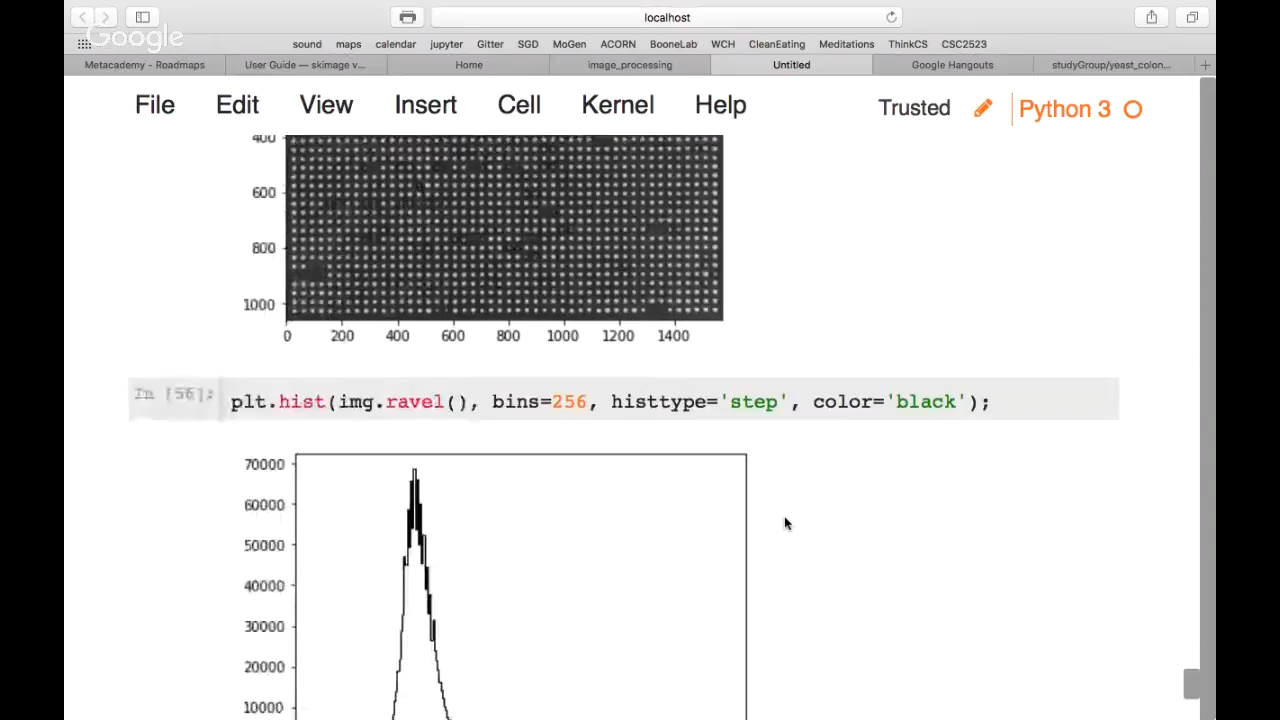 localhost
Google
sound maps calendar jupyter Gitter SGD MoGen ACORN BooneLab WCH CleanEating Meditations ThinkCS CSC2523
Metacademy - Roadmaps User Guide — skimage v... Home image_processing Untitled Google Hangouts studyGroup/yeast_colon... +
File Edit View Insert Cell Kernel Help Trusted Python 3
400
600
800
1000
0 200 400 600 800 1000 1200 1400
In [56]: plt.hist(img.ravel(), bins=256, histtype='step', color='black');
70000
60000
50000
40000
30000
20000
10000